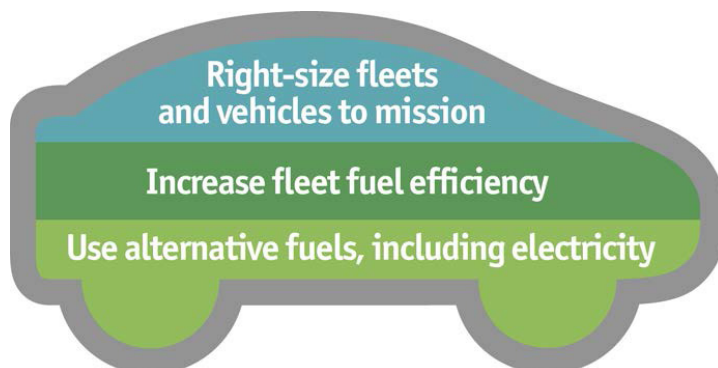 Right-size fleets
and vehicles to mission
Increase fleet fuel efficiency
Use alternative fuels, including electricity